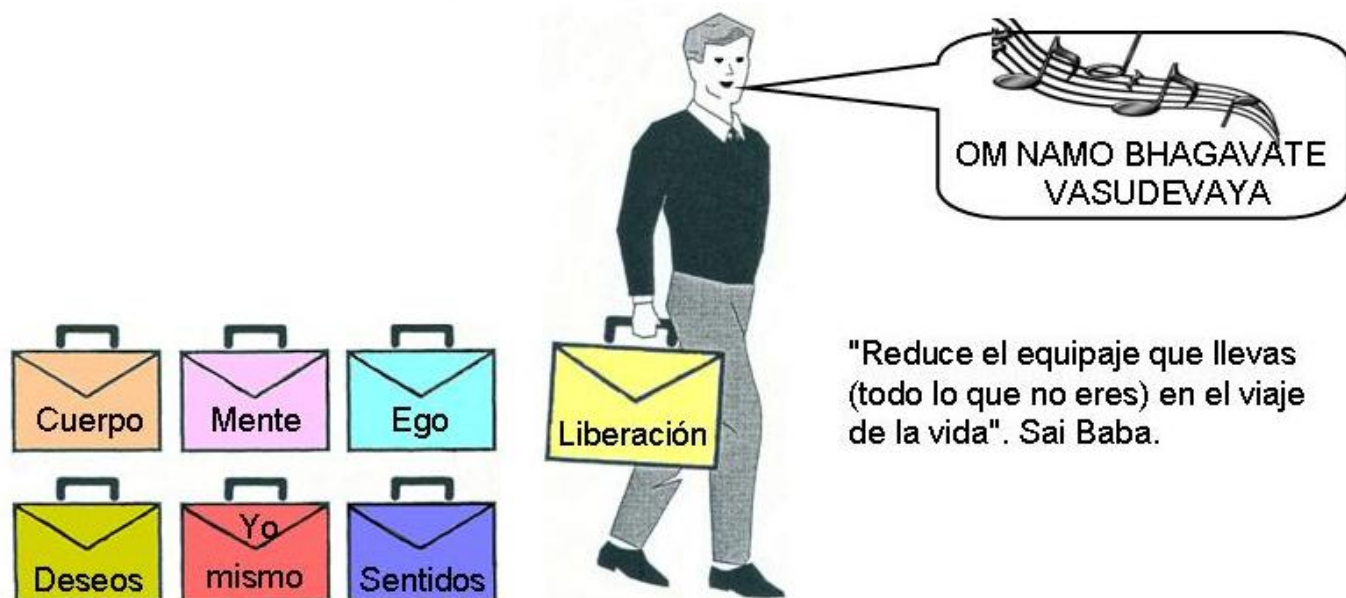 OM NAMO BHAGAVATE
VASUDEVAYA
Cuerpo
Mente
Ego
Liberación
"Reduce el equipaje que llevas
(todo lo que no eres) en el viaje
de la vida". Sai Baba.
Deseos
Yo
mismo
Sentidos